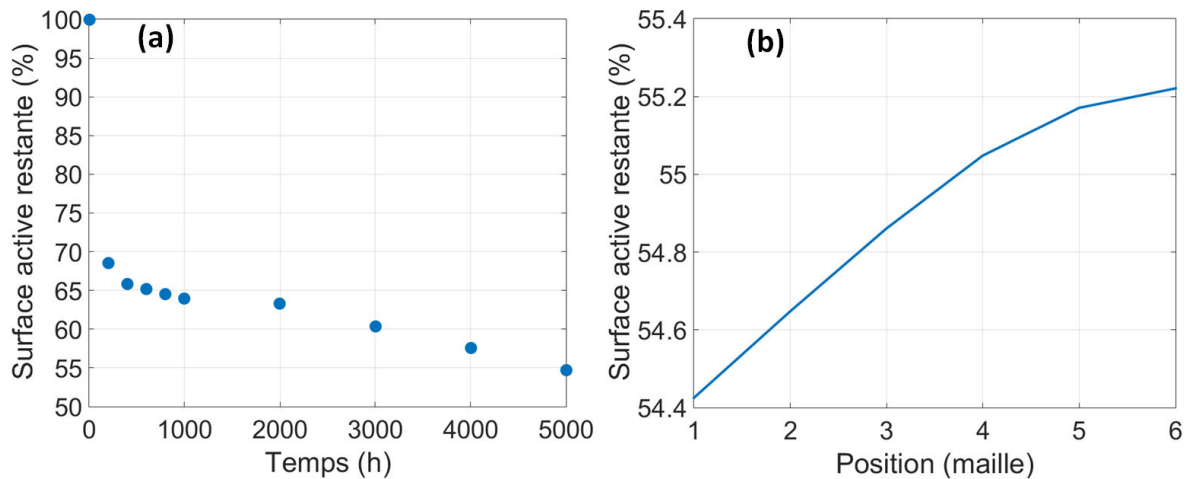 (a)
Surface active restante (%)
100
95
90
85
80
75
70
65
60
55
50
0 1000 2000 3000 4000 5000
Temps (h)
(b)
Surface active restante (%)
55.4
55.2
55
54.8
54.6
54.4
1 2 3 4 5 6
Position (maille)